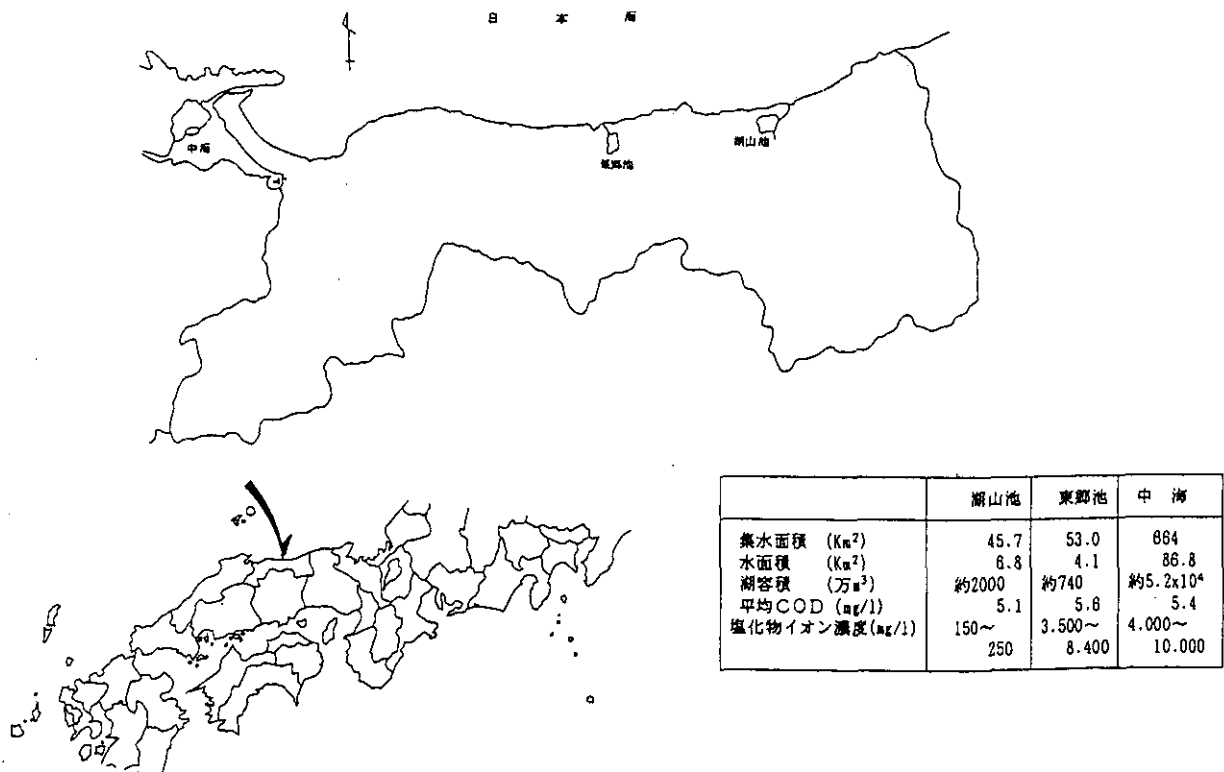 日 本 海
中海
東郷池
湖山池
湖山池 東郷池 中 海
集水面積 (Km²) 45.7 53.0 664
水面積 (Km²) 6.8 4.1 86.8
湖容積 (万m³) 約2000 約740 約5.2x10⁴
平均COD (mg/l) 5.1 5.6 5.4
塩化物イオン濃度(mg/l) 150〜 3.500〜 4.000〜
250 8.400 10.000